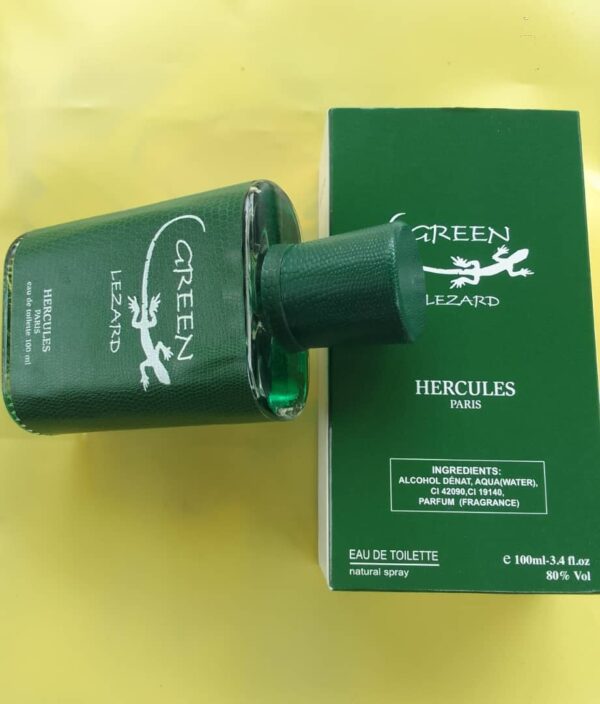 GREEN
LEZARD
HERCULES
PARIS
eau de toilette 100 ml
GREEN
LEZARD
HERCULES
PARIS
INGREDIENTS:
ALCOHOL DÉNAT, AQUA(WATER),
CI 42090,CI 19140,
PARFUM (FRAGRANCE)
EAU DE TOILETTE
natural spray
e 100ml-3.4 fl.oz
80% Vol